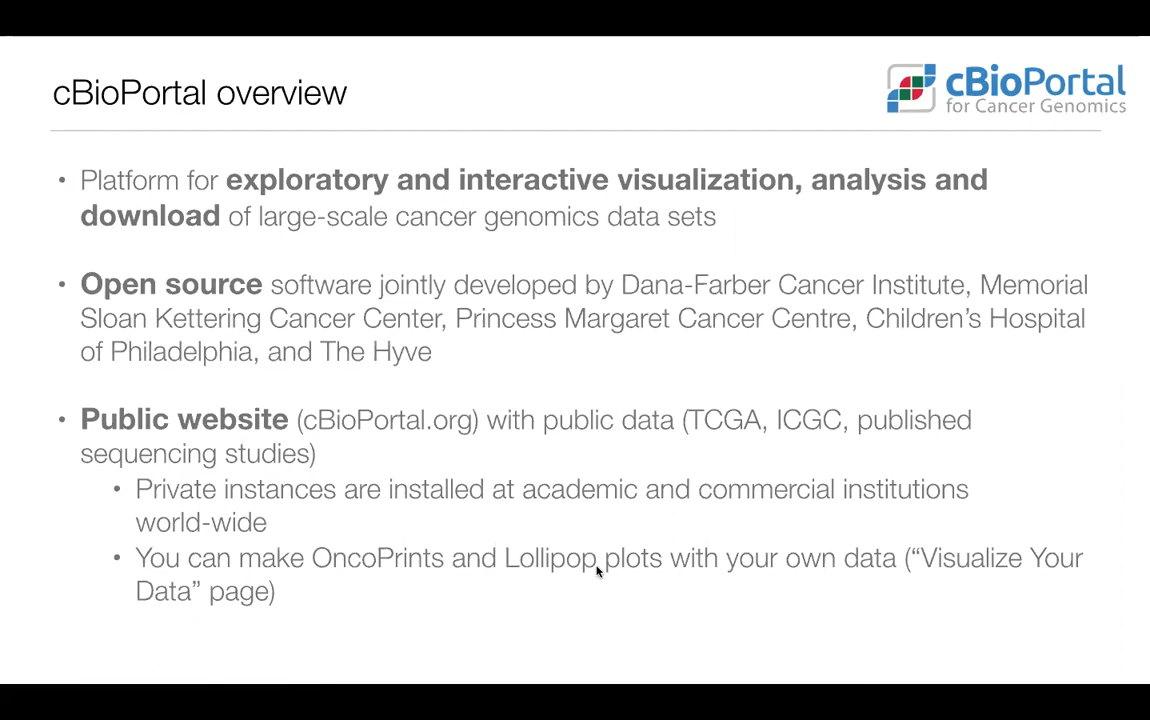 cBioPortal overview
cBioPortal
for Cancer Genomics
• Platform for exploratory and interactive visualization, analysis and
download of large-scale cancer genomics data sets
• Open source software jointly developed by Dana-Farber Cancer Institute, Memorial
Sloan Kettering Cancer Center, Princess Margaret Cancer Centre, Children’s Hospital
of Philadelphia, and The Hyve
• Public website (cBioPortal.org) with public data (TCGA, ICGC, published
sequencing studies)
• Private instances are installed at academic and commercial institutions
world-wide
• You can make OncoPrints and Lollipop plots with your own data (“Visualize Your
Data” page)